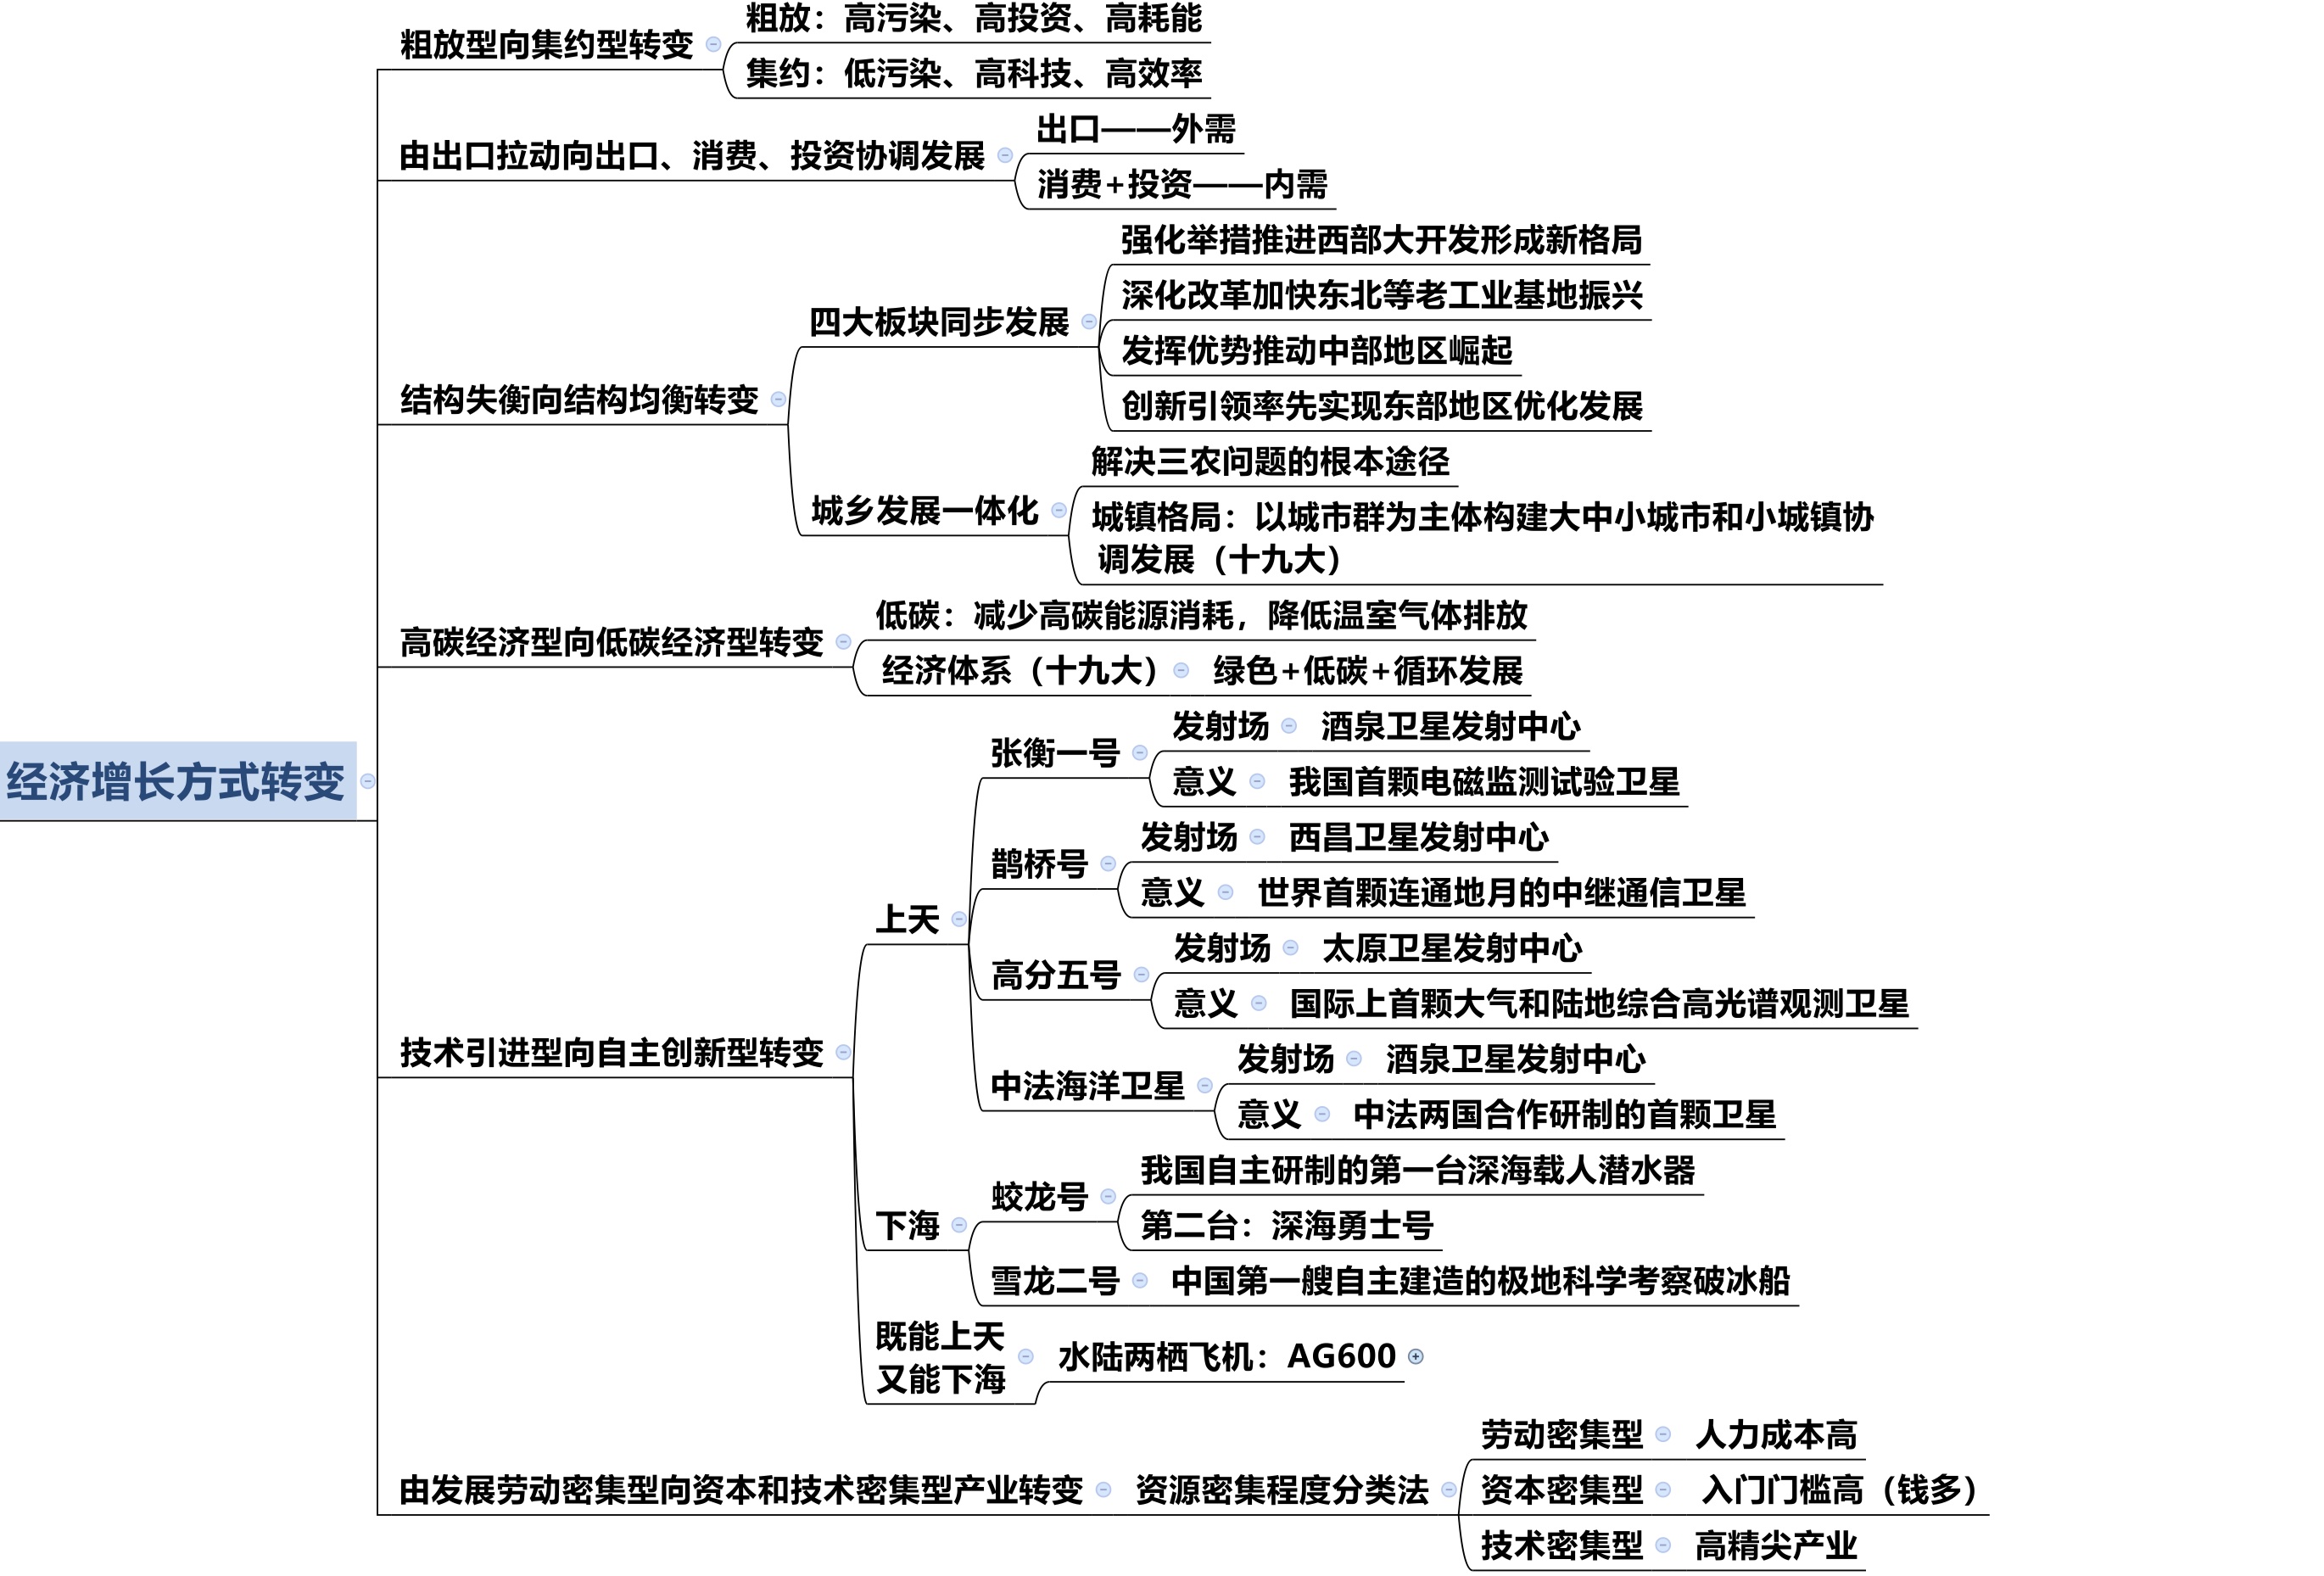 经济增长方式转变
粗放型向集约型转变
粗放：高污染、高投资、高耗能
集约：低污染、高科技、高效率
由出口拉动向出口、消费、投资协调发展
出口——外需
消费+投资——内需
结构失衡向结构均衡转变
四大板块同步发展
强化举措推进西部大开发形成新格局
深化改革加快东北等老工业基地振兴
发挥优势推动中部地区崛起
创新引领率先实现东部地区优化发展
城乡发展一体化
解决三农问题的根本途径
城镇格局：以城市群为主体构建大中小城市和小城镇协
调发展（十九大）
高碳经济型向低碳经济型转变
低碳：减少高碳能源消耗，降低温室气体排放
经济体系（十九大）
绿色+低碳+循环发展
技术引进型向自主创新型转变
上天
张衡一号
发射场
酒泉卫星发射中心
意义
我国首颗电磁监测试验卫星
鹊桥号
发射场
西昌卫星发射中心
意义
世界首颗连通地月的中继通信卫星
高分五号
发射场
太原卫星发射中心
意义
国际上首颗大气和陆地综合高光谱观测卫星
中法海洋卫星
发射场
酒泉卫星发射中心
意义
中法两国合作研制的首颗卫星
下海
蛟龙号
我国自主研制的第一台深海载人潜水器
第二台：深海勇士号
雪龙二号
中国第一艘自主建造的极地科学考察破冰船
既能上天
又能下海
水陆两栖飞机：AG600
由发展劳动密集型向资本和技术密集型产业转变
资源密集程度分类法
劳动密集型
人力成本高
资本密集型
入门门槛高（钱多）
技术密集型
高精尖产业